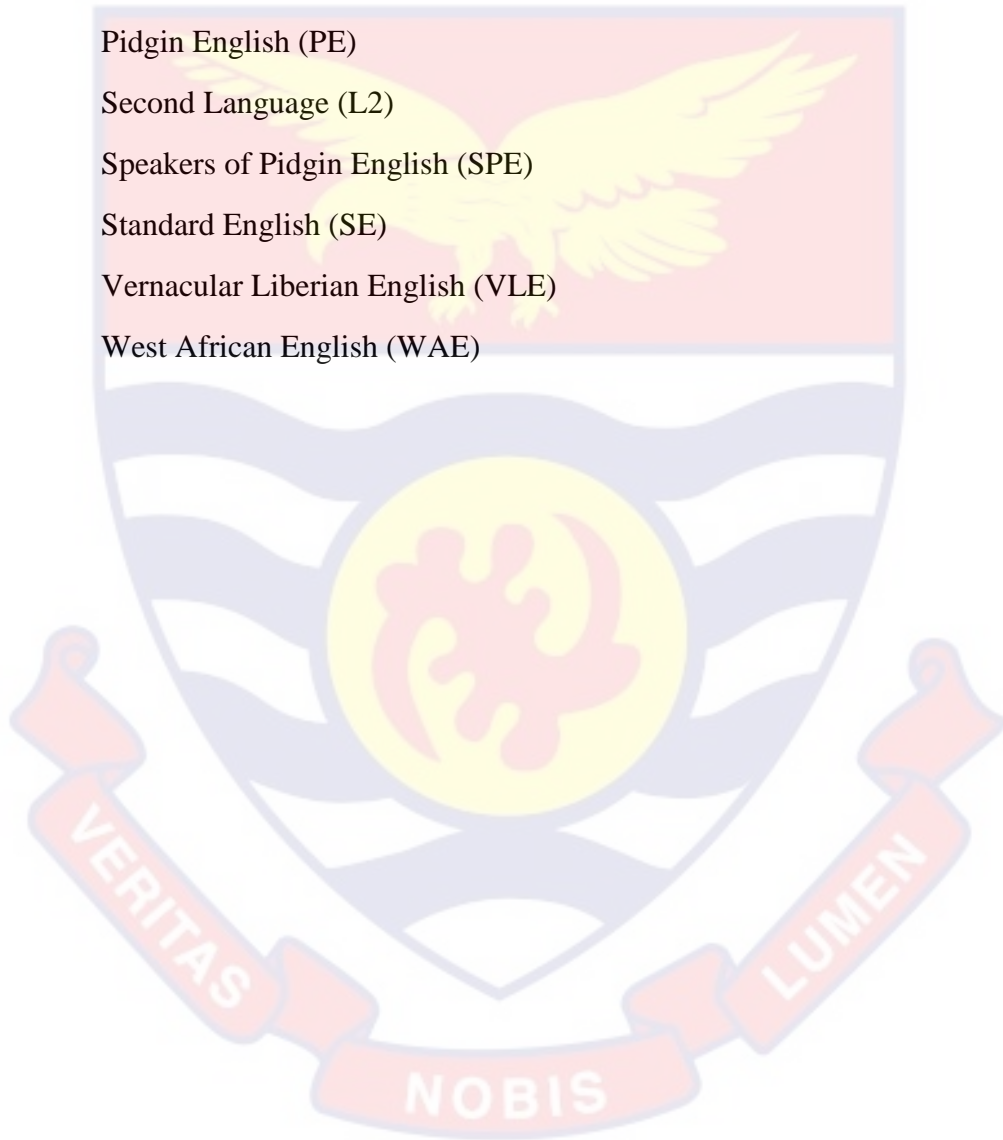 Pidgin English (PE)
Second Language (L2)
Speakers of Pidgin English (SPE)
Standard English (SE)
Vernacular Liberian English (VLE)
West African English (WAE)
VERITAS
NOBIS
LUMEN